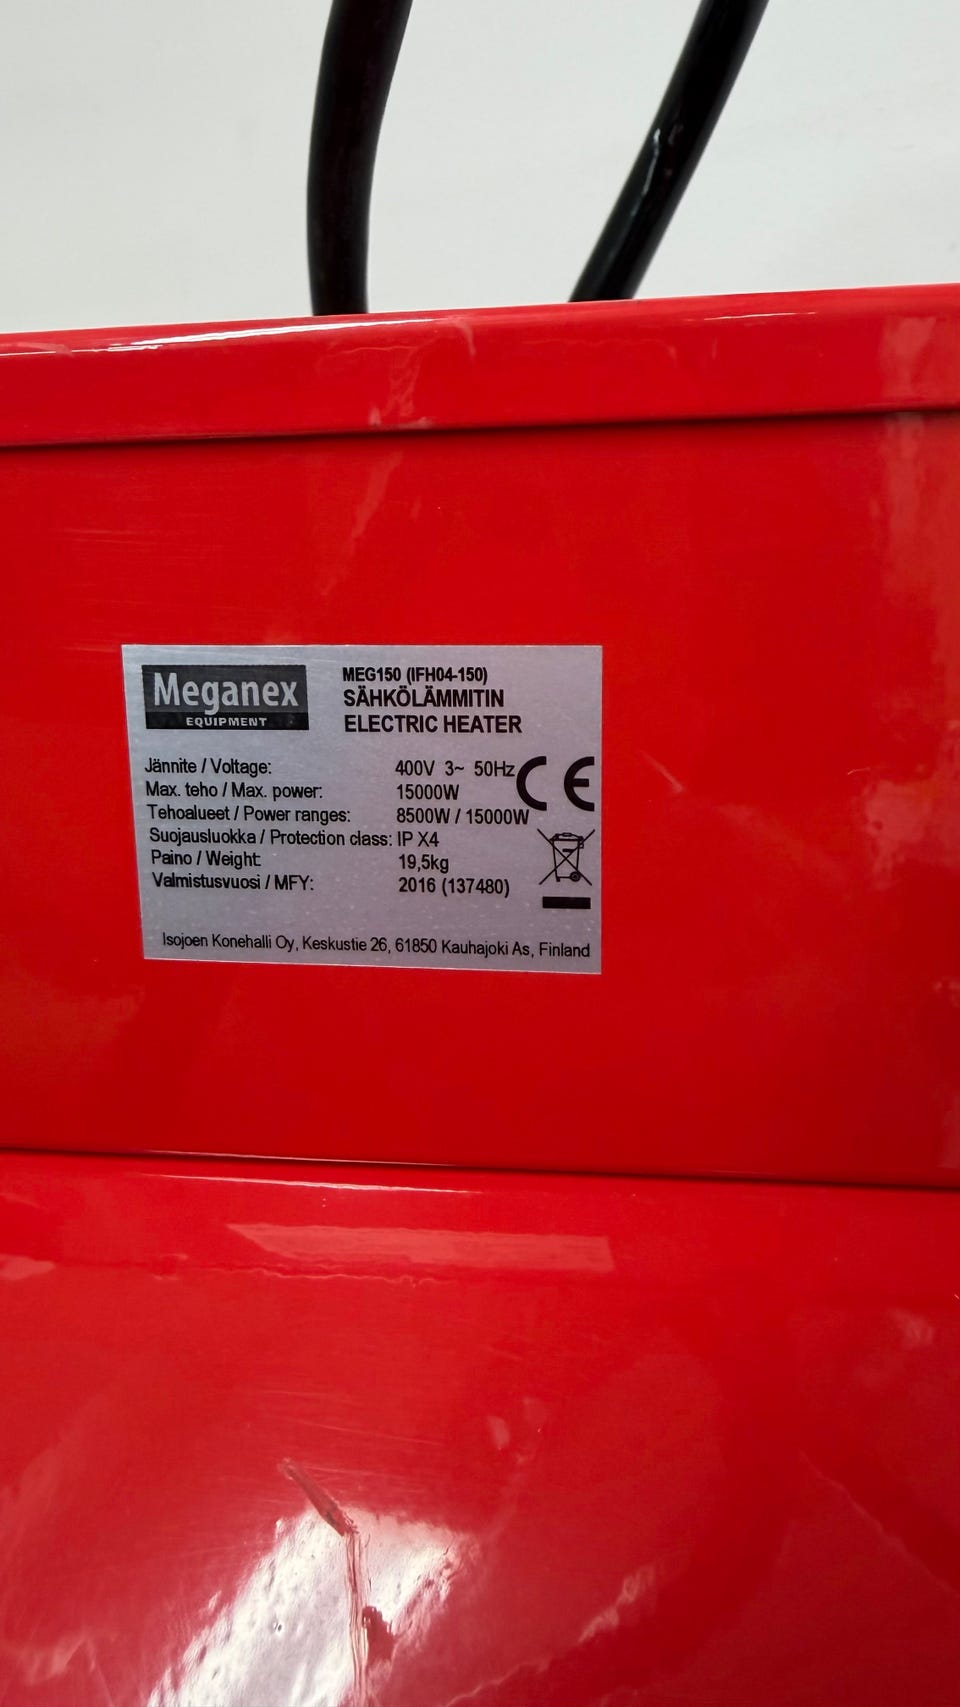 Meganex
EQUIPMENT
MEG150 (IFH04-150)
SÄHKÖLÄMMITIN
ELECTRIC HEATER
Jännite / Voltage: 400V 3~ 50Hz
Max. teho / Max. power: 15000W
Tehoalueet / Power ranges: 8500W / 15000W
Suojausluokka / Protection class: IP X4
Paino / Weight: 19,5kg
Valmistusvuosi / MFY: 2016 (137480)
CE
Isojoen Konehalli Oy, Keskustie 26, 61850 Kauhajoki As, Finland